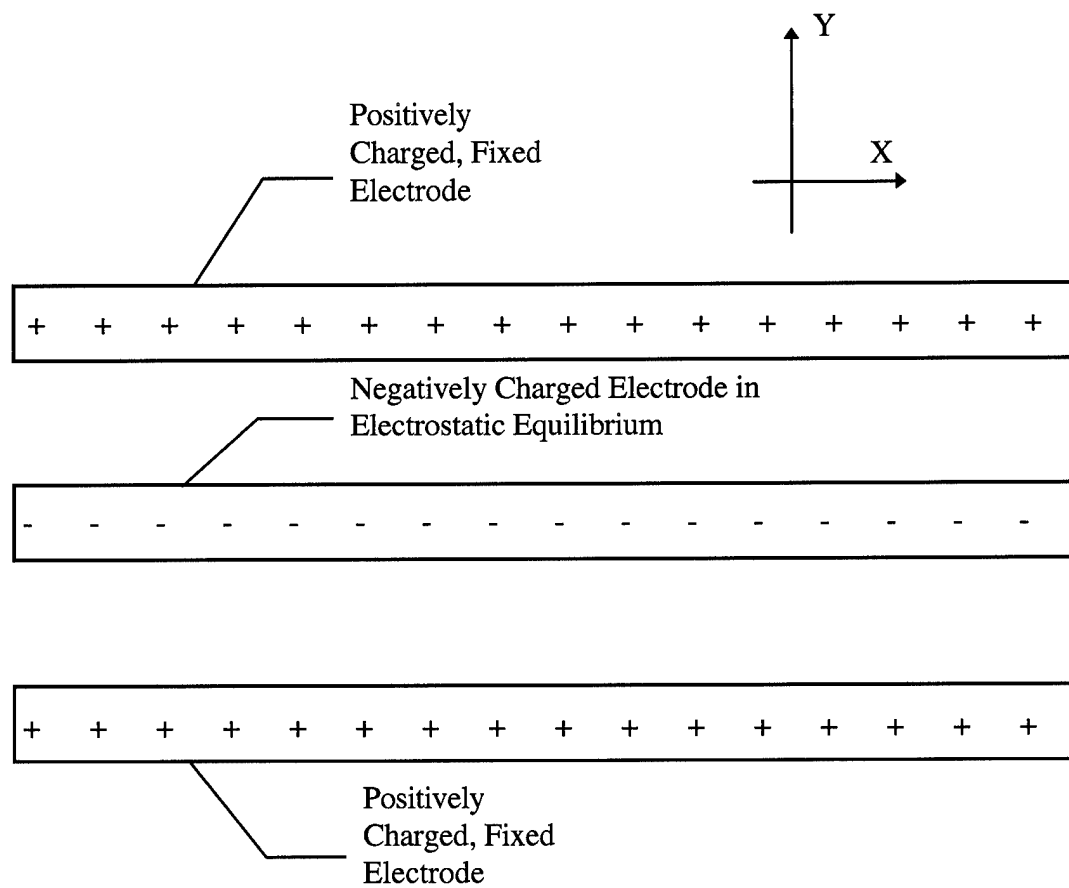 Y
X
Positively
Charged, Fixed
Electrode
+ + + + + + + + + + + + + + + +
Negatively Charged Electrode in
Electrostatic Equilibrium
- - - - - - - - - - - - - - - -
+ + + + + + + + + + + + + + + +
Positively
Charged, Fixed
Electrode